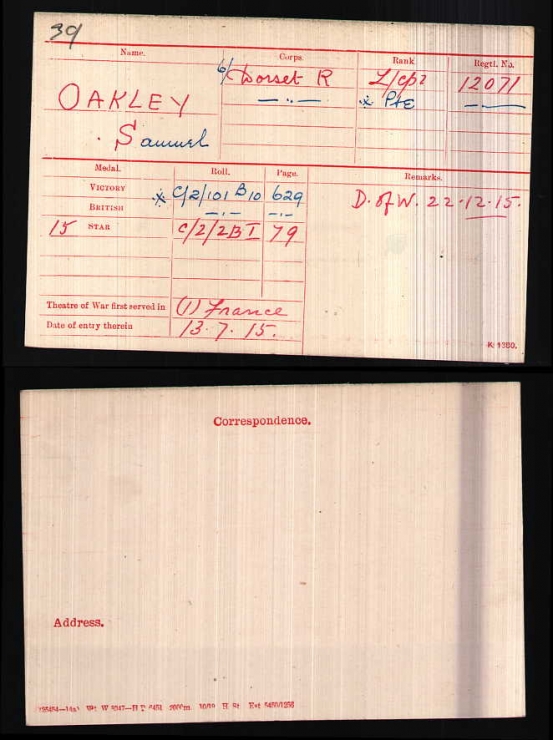 39
Name. Corps. Rank Regtl. No.
6/ Dorset R L/Cpl 12071
OAKLEY —"— * Pte —"—
Samuel
Medal. Roll. Page. Remarks.
VICTORY * C/2/101 B10 629 D. of W. 22.12.15.
BRITISH —"— —"—
15 STAR C/2/2B I 79
Theatre of War first served in (1) France
Date of entry therein 13.7.15.
K. 1380.
Correspondence.
Address.